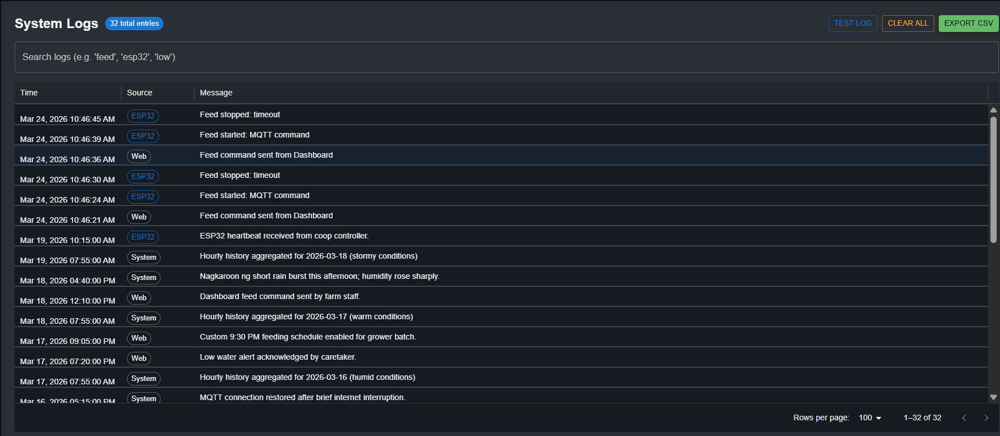 System Logs 32 total entries TEST LOG CLEAR ALL EXPORT CSV
Search logs (e.g. 'feed', 'esp32', 'low')
Time Source Message
Mar 24, 2026 10:46:45 AM ESP32 Feed stopped: timeout
Mar 24, 2026 10:46:39 AM ESP32 Feed started: MQTT command
Mar 24, 2026 10:46:36 AM Web Feed command sent from Dashboard
Mar 24, 2026 10:46:30 AM ESP32 Feed stopped: timeout
Mar 24, 2026 10:46:24 AM ESP32 Feed started: MQTT command
Mar 24, 2026 10:46:21 AM Web Feed command sent from Dashboard
Mar 19, 2026 10:15:00 AM ESP32 ESP32 heartbeat received from coop controller.
Mar 19, 2026 07:55:00 AM System Hourly history aggregated for 2026-03-18 (stormy conditions)
Mar 18, 2026 04:40:00 PM System Nagkaroon ng short rain burst this afternoon; humidity rose sharply.
Mar 18, 2026 12:10:00 PM Web Dashboard feed command sent by farm staff.
Mar 18, 2026 07:55:00 AM System Hourly history aggregated for 2026-03-17 (warm conditions)
Mar 17, 2026 09:05:00 PM Web Custom 9:30 PM feeding schedule enabled for grower batch.
Mar 17, 2026 07:20:00 PM Web Low water alert acknowledged by caretaker.
Mar 17, 2026 07:55:00 AM System Hourly history aggregated for 2026-03-16 (humid conditions)
Mar 16, 2026 05:15:00 PM System MQTT connection restored after brief internet interruption.
Rows per page: 100 1–32 of 32